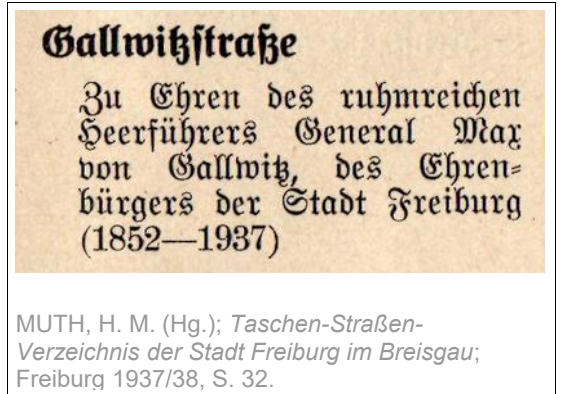 Gallwitzstraße
Zu Ehren des ruhmreichen
Heerführers General Max
von Gallwitz, des Ehren-
bürgers der Stadt Freiburg
(1852—1937)
MUTH, H. M. (Hg.); Taschen-Straßen-
Verzeichnis der Stadt Freiburg im Breisgau;
Freiburg 1937/38, S. 32.